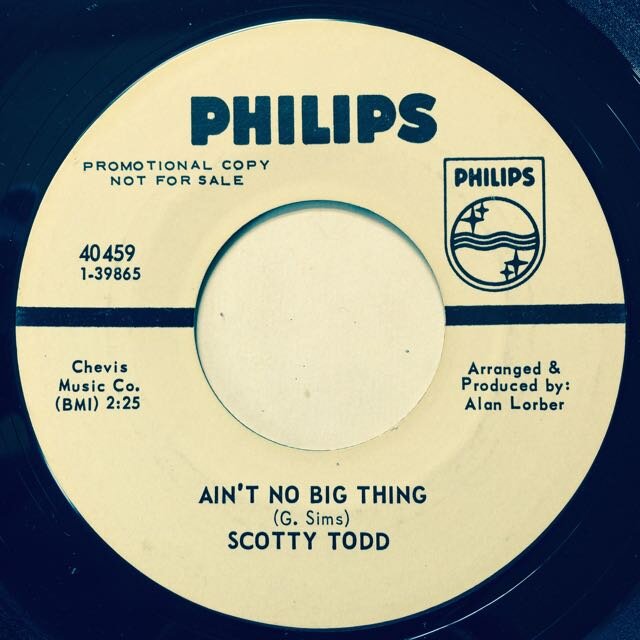 PHILIPS
PROMOTIONAL COPY
NOT FOR SALE
PHILIPS
40459
1-39865
Chevis
Music Co.
(BMI) 2:25
Arranged &
Produced by:
Alan Lorber
AIN'T NO BIG THING
(G. Sims)
SCOTTY TODD